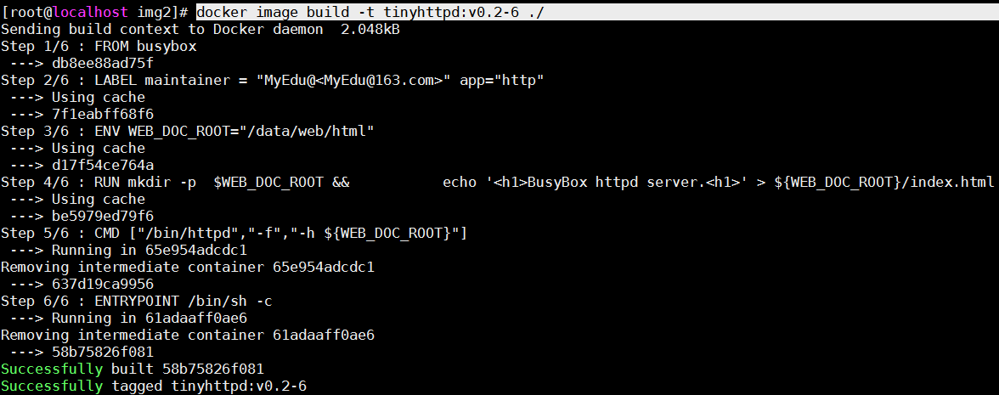 [root@localhost img2]# docker image build -t tinyhttpd:v0.2-6 ./
Sending build context to Docker daemon  2.048kB
Step 1/6 : FROM busybox
 ---> db8ee88ad75f
Step 2/6 : LABEL maintainer = "MyEdu@<MyEdu@163.com>" app="http"
 ---> Using cache
 ---> 7f1eabff68f6
Step 3/6 : ENV WEB_DOC_ROOT="/data/web/html"
 ---> Using cache
 ---> d17f54ce764a
Step 4/6 : RUN mkdir -p  $WEB_DOC_ROOT &&           echo '<h1>BusyBox httpd server.<h1>' > ${WEB_DOC_ROOT}/index.html
 ---> Using cache
 ---> be5979ed79f6
Step 5/6 : CMD ["/bin/httpd","-f","-h ${WEB_DOC_ROOT}"]
 ---> Running in 65e954adcdc1
Removing intermediate container 65e954adcdc1
 ---> 637d19ca9956
Step 6/6 : ENTRYPOINT /bin/sh -c
 ---> Running in 61adaaff0ae6
Removing intermediate container 61adaaff0ae6
 ---> 58b75826f081
Successfully built 58b75826f081
Successfully tagged tinyhttpd:v0.2-6